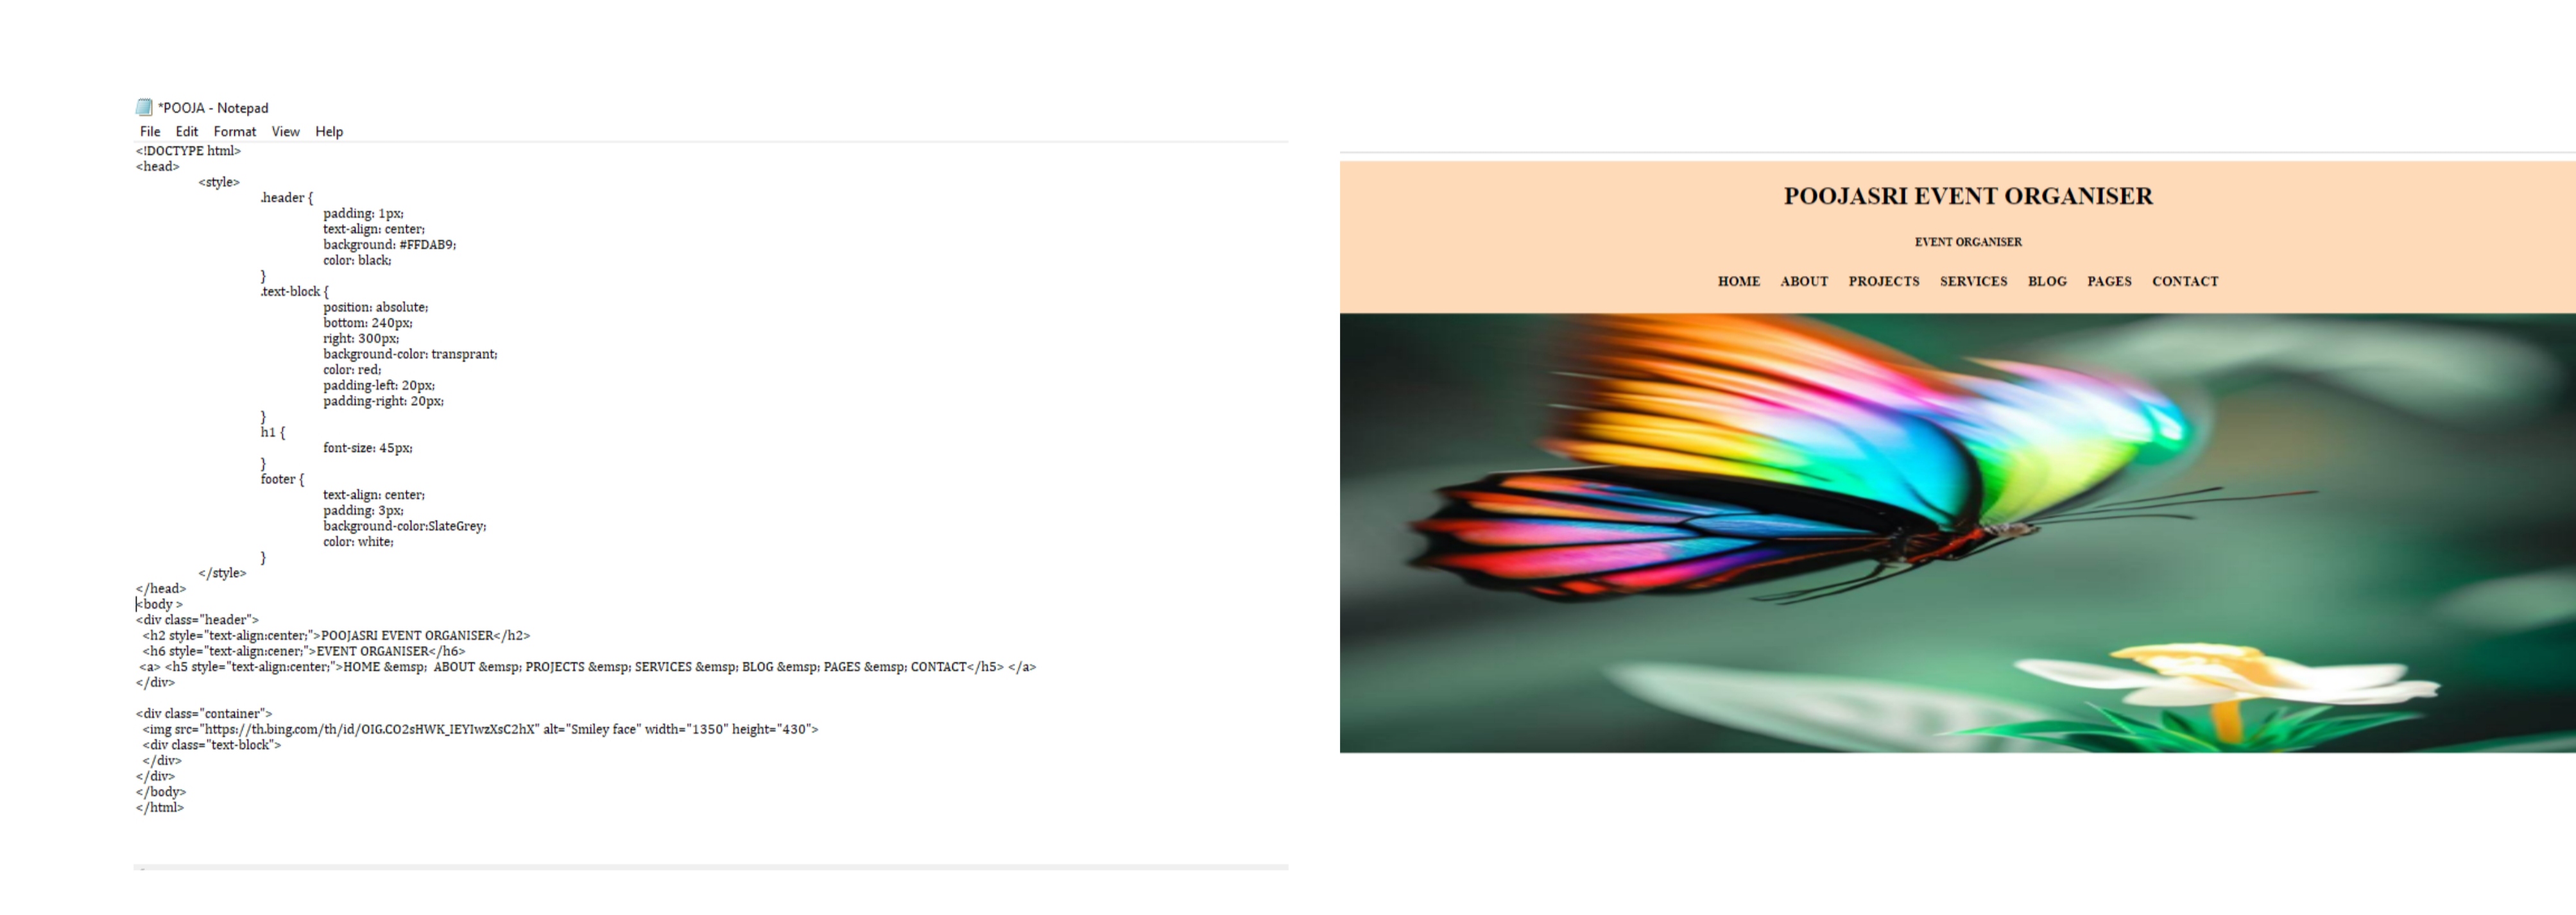 *POOJA - Notepad
File Edit Format View Help
<!DOCTYPE html>
<head>
<style>
.header {
padding: 1px;
text-align: center;
background: #FFDAB9;
color: black;
}
.text-block {
position: absolute;
bottom: 240px;
right: 300px;
background-color: transprant;
color: red;
padding-left: 20px;
padding-right: 20px;
}
h1 {
font-size: 45px;
}
footer {
text-align: center;
padding: 3px;
background-color:SlateGrey;
color: white;
}
</style>
</head>
<body >
<div class="header">
<h2 style="text-align:center;">POOJASRI EVENT ORGANISER</h2>
<h6 style="text-align:cener;">EVENT ORGANISER</h6>
<a> <h5 style="text-align:center;">HOME &emsp;  ABOUT &emsp; PROJECTS &emsp; SERVICES &emsp; BLOG &emsp; PAGES &emsp; CONTACT</h5> </a>
</div>
<div class="container">
<img src="https://th.bing.com/th/id/OIG.CO2sHWK_IEYIwzXsC2hX" alt="Smiley face" width="1350" height="430">
<div class="text-block">
</div>
</div>
</body>
</html>
POOJASRI EVENT ORGANISER
EVENT ORGANISER
HOME ABOUT PROJECTS SERVICES BLOG PAGES CONTACT